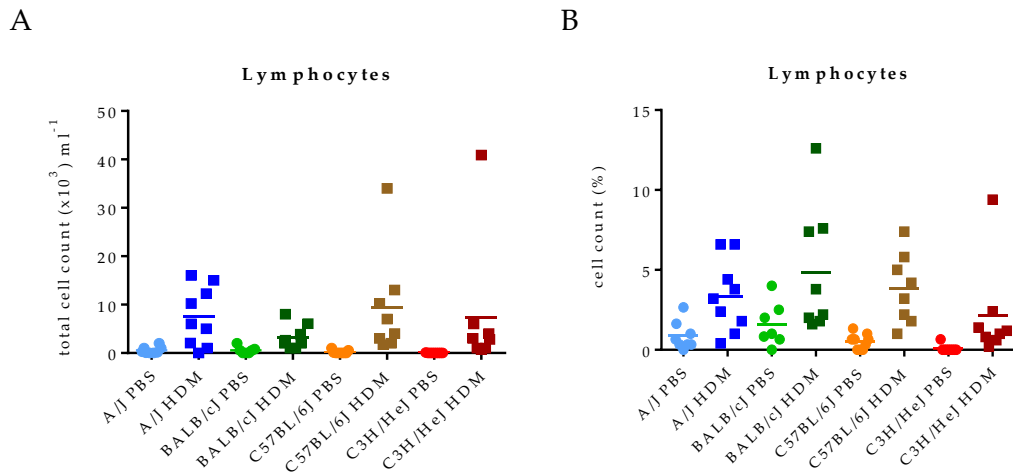 A
B
Lymphocytes
Lymphocytes
total cell count (x10³) ml⁻¹
50
40
30
20
10
0
A/J PBS
A/J HDM
BALB/cJ PBS
BALB/cJ HDM
C57BL/6J PBS
C57BL/6J HDM
C3H/HeJ PBS
C3H/HeJ HDM
cell count (%)
15
10
5
0
A/J PBS
A/J HDM
BALB/cJ PBS
BALB/cJ HDM
C57BL/6J PBS
C57BL/6J HDM
C3H/HeJ PBS
C3H/HeJ HDM